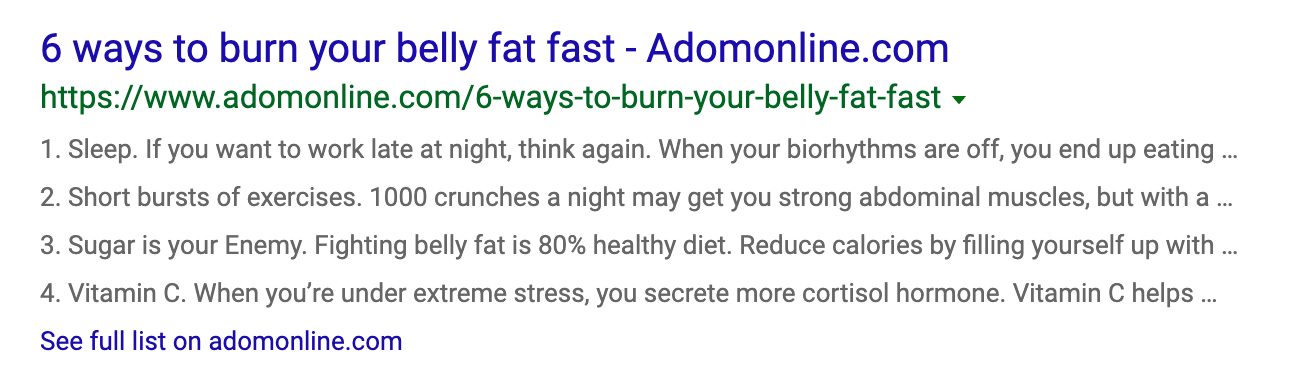 6 ways to burn your belly fat fast - Adomonline.com
https://www.adomonline.com/6-ways-to-burn-your-belly-fat-fast
1. Sleep. If you want to work late at night, think again. When your biorhythms are off, you end up eating ...
2. Short bursts of exercises. 1000 crunches a night may get you strong abdominal muscles, but with a ...
3. Sugar is your Enemy. Fighting belly fat is 80% healthy diet. Reduce calories by filling yourself up with ...
4. Vitamin C. When you’re under extreme stress, you secrete more cortisol hormone. Vitamin C helps ...
See full list on adomonline.com